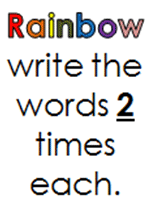 Rainbow
write the
words 2
times
each.